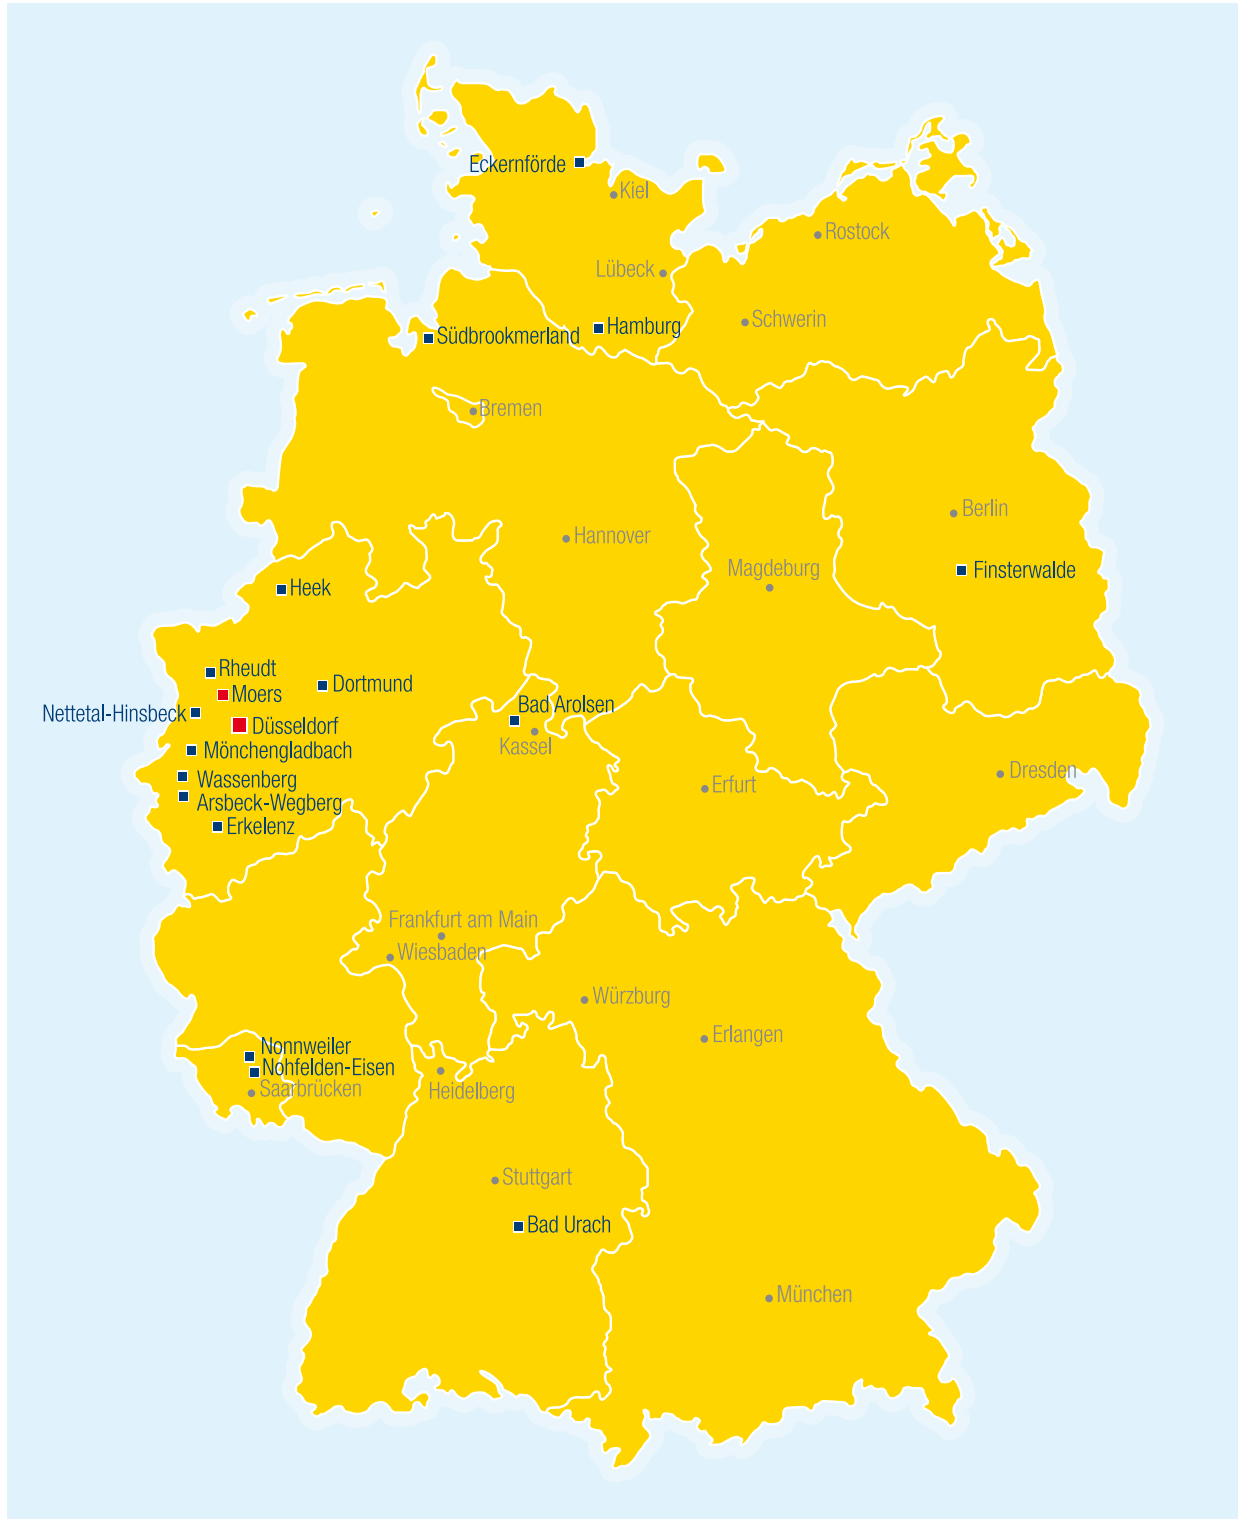 Eckernförde
Kiel
Rostock
Lübeck
Schwerin
Hamburg
Südbrookmerland
Bremen
Berlin
Hannover
Magdeburg
Finsterwalde
Heek
Rheudt
Dortmund
Moers
Nettetal-Hinsbeck
Bad Arolsen
Düsseldorf
Kassel
Mönchengladbach
Dresden
Wassenberg
Erfurt
Arsbeck-Wegberg
Erkelenz
Frankfurt am Main
Wiesbaden
Würzburg
Erlangen
Nonnweiler
Nohfelden-Eisen
Saarbrücken
Heidelberg
Stuttgart
Bad Urach
München